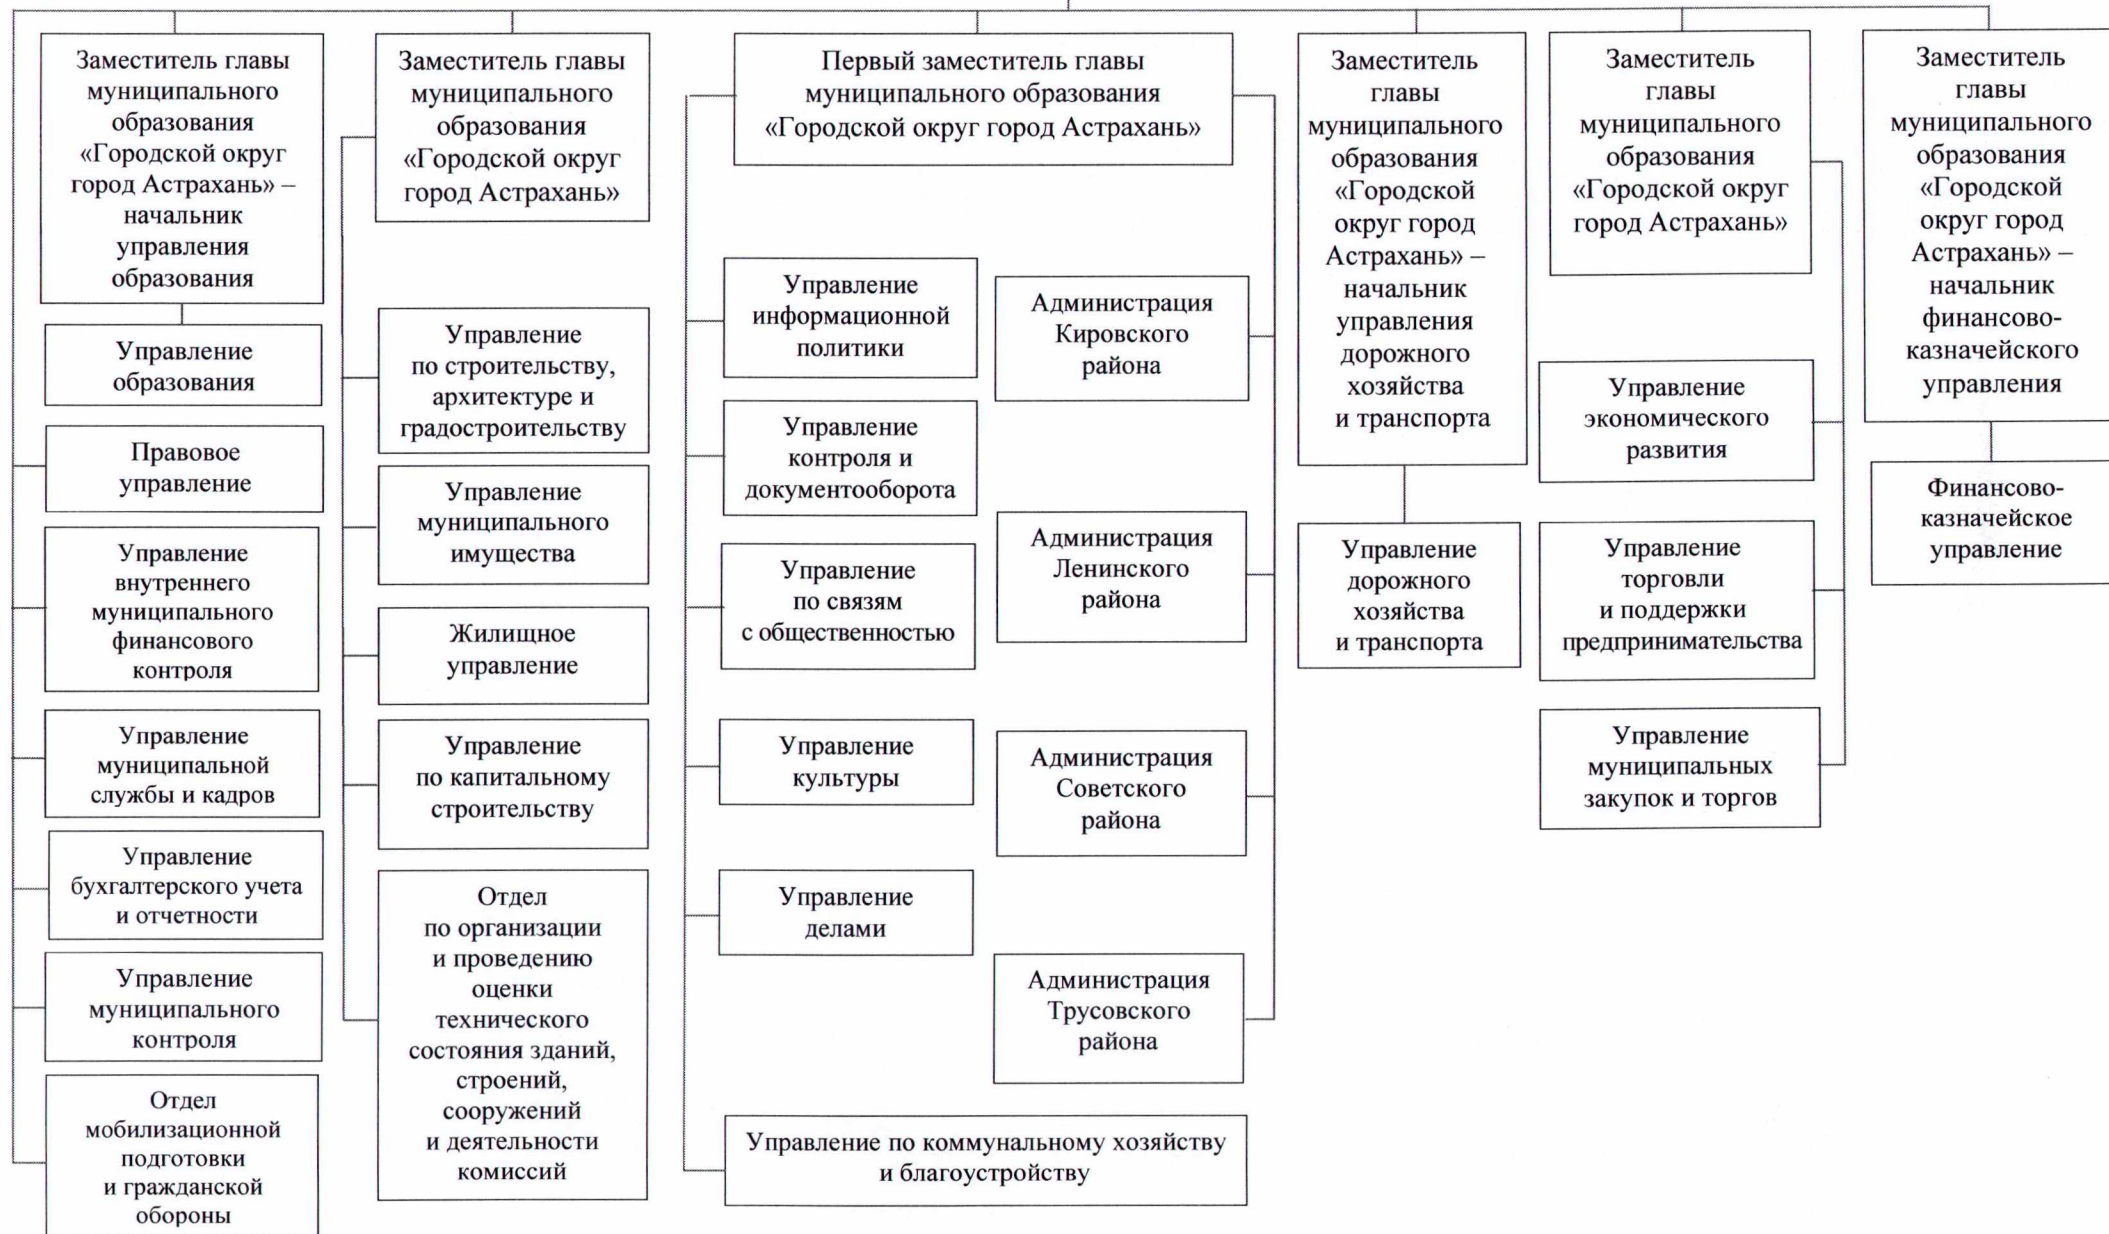 Заместитель главы
муниципального
образования
«Городской округ
город Астрахань» –
начальник
управления
образования
Управление
образования
Правовое
управление
Управление
внутреннего
муниципального
финансового
контроля
Управление
муниципальной
службы и кадров
Управление
бухгалтерского учета
и отчетности
Управление
муниципального
контроля
Отдел
мобилизационной
подготовки
и гражданской
обороны
Заместитель главы
муниципального
образования
«Городской округ
город Астрахань»
Управление
по строительству,
архитектуре и
градостроительству
Управление
муниципального
имущества
Жилищное
управление
Управление
по капитальному
строительству
Отдел
по организации
и проведению
оценки
технического
состояния зданий,
строений,
сооружений
и деятельности
комиссий
Первый заместитель главы
муниципального образования
«Городской округ город Астрахань»
Управление
информационной
политики
Управление
контроля и
документооборота
Управление
по связям
с общественностью
Управление
культуры
Управление
делами
Администрация
Кировского
района
Администрация
Ленинского
района
Администрация
Советского
района
Администрация
Трусовского
района
Управление по коммунальному хозяйству
и благоустройству
Заместитель
главы
муниципального
образования
«Городской
округ город
Астрахань» –
начальник
управления
дорожного
хозяйства
и транспорта
Управление
дорожного
хозяйства
и транспорта
Заместитель
главы
муниципального
образования
«Городской округ
город Астрахань»
Управление
экономического
развития
Управление
торговли
и поддержки
предпринимательства
Управление
муниципальных
закупок и торгов
Заместитель
главы
муниципального
образования
«Городской
округ город
Астрахань» –
начальник
финансово-
казначейского
управления
Финансово-
казначейское
управление